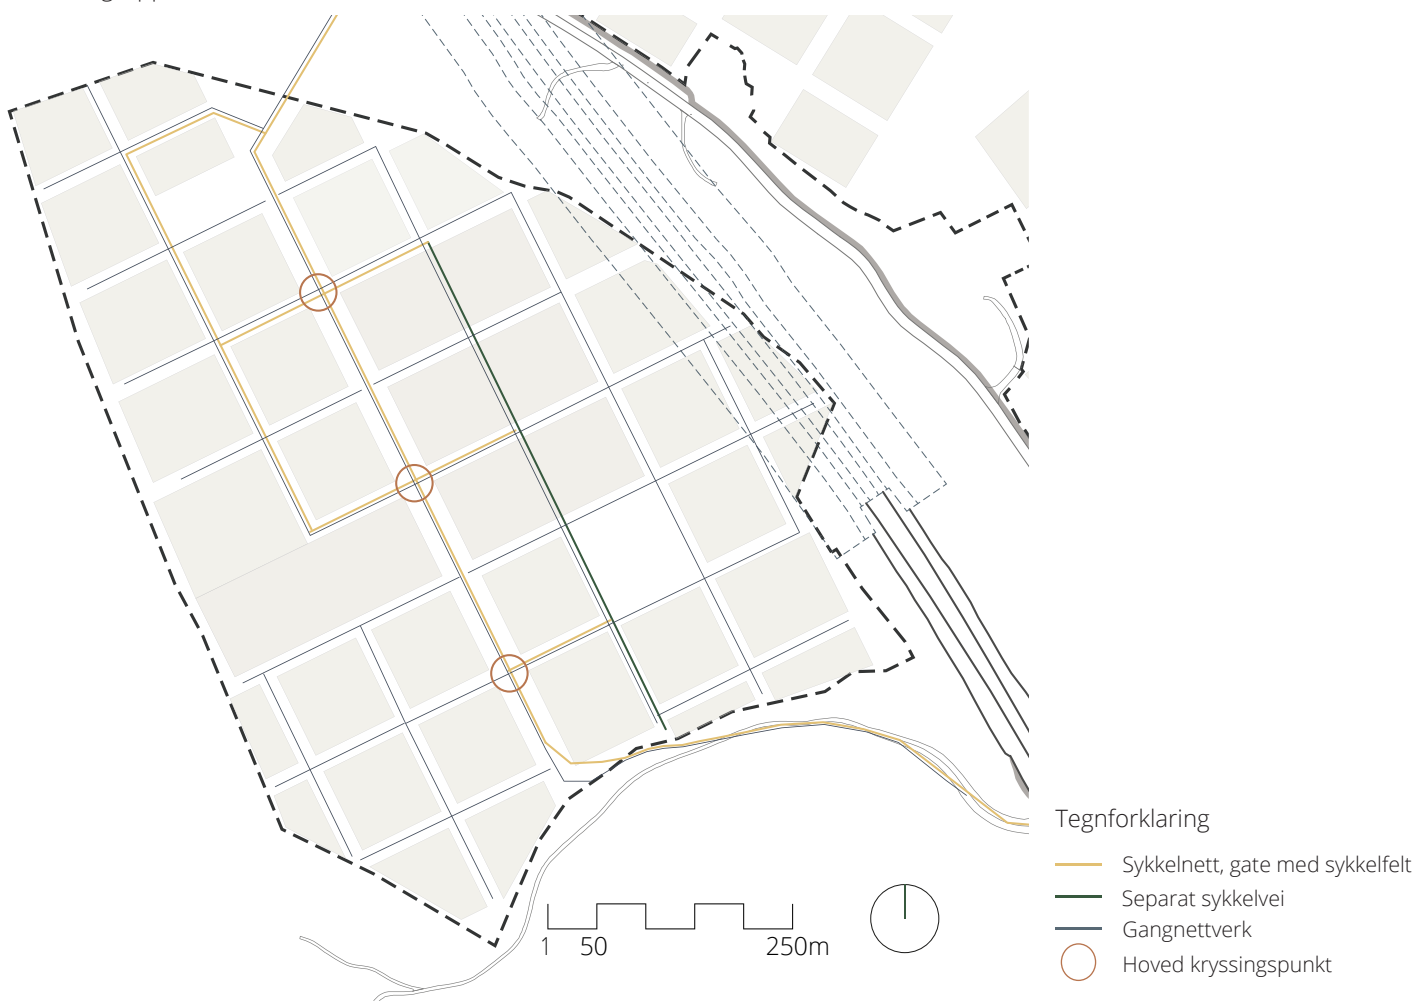 Tegnforklaring
Sykkelnett, gate med sykkelfelt
Separat sykkelvei
Gangnettverk
Hoved kryssingspunkt
1 50 250m